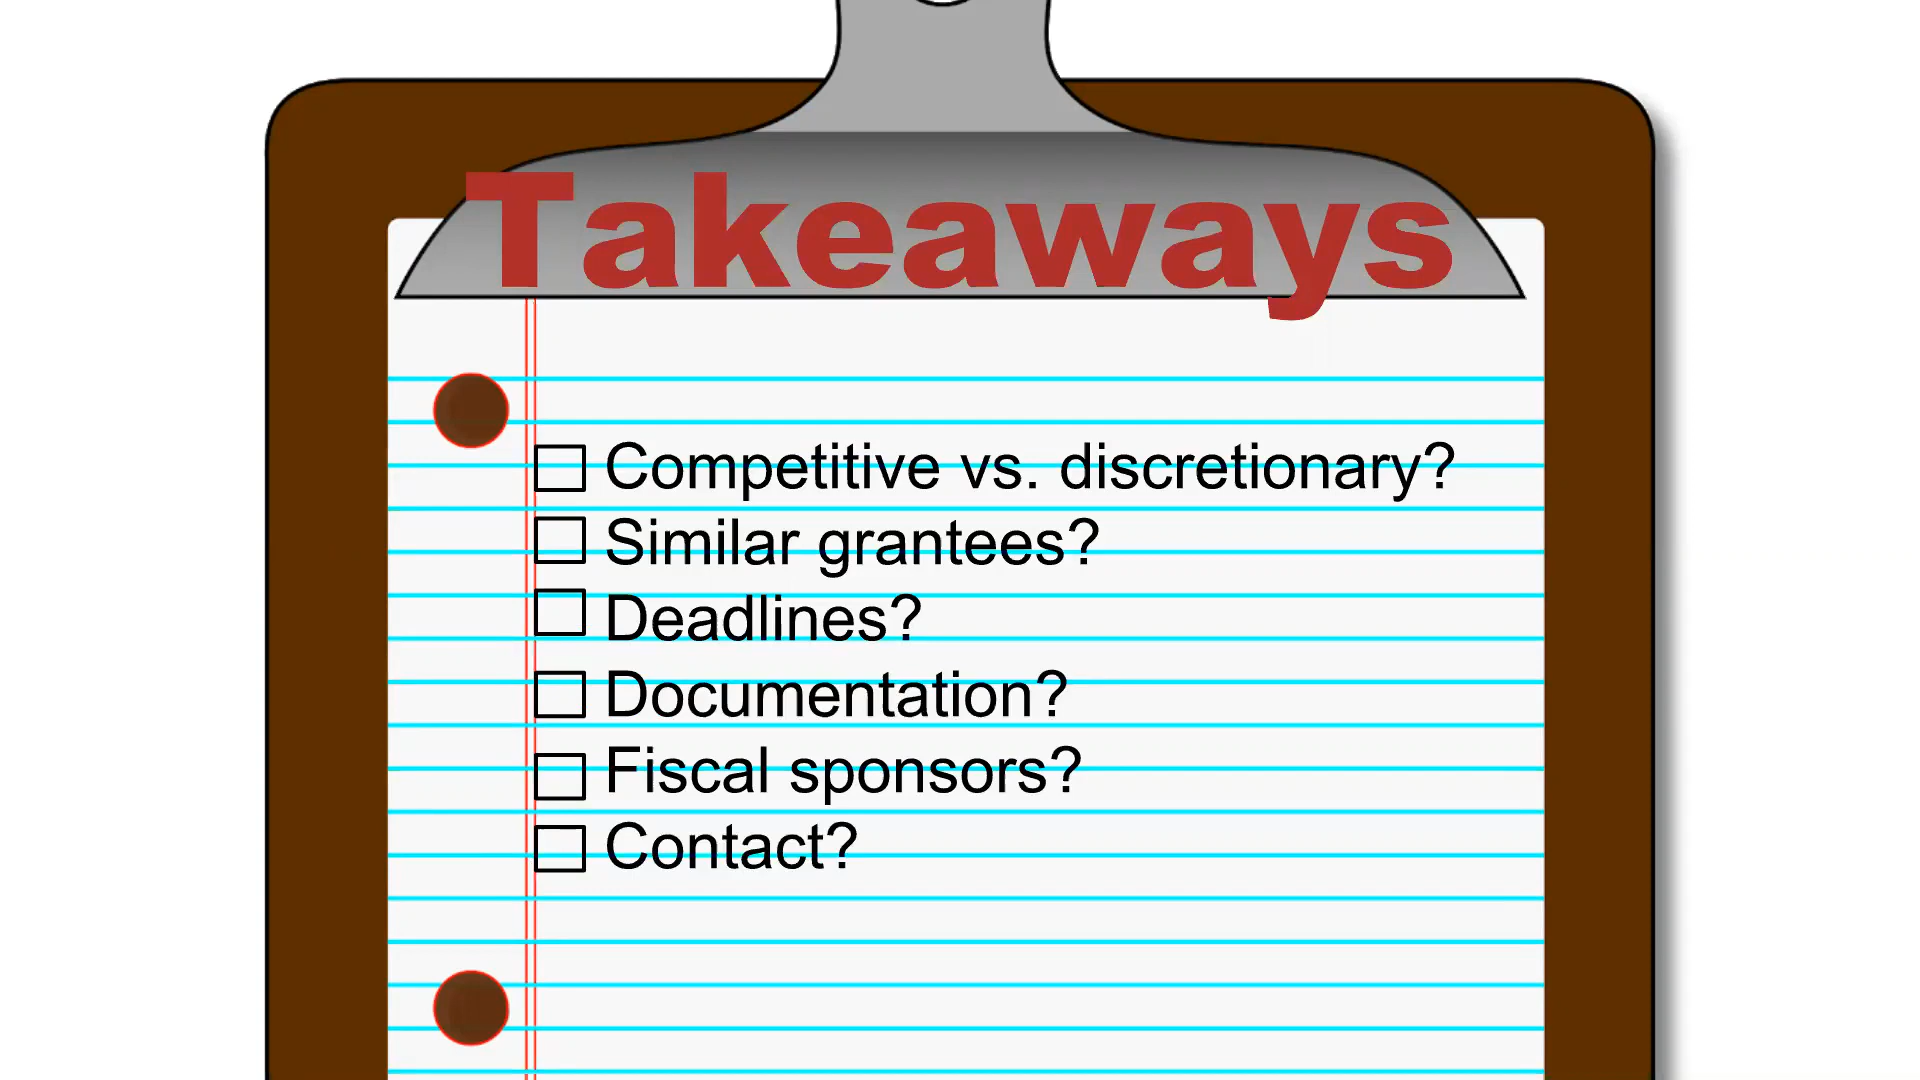 Takeaways
Competitive vs. discretionary?
Similar grantees?
Deadlines?
Documentation?
Fiscal sponsors?
Contact?